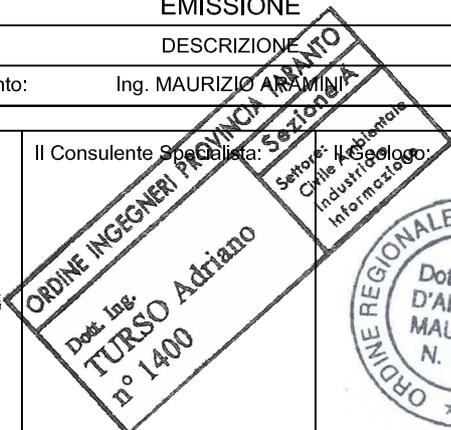 EMISSIONE
DESCRIZIONE
nto: Ing. MAURIZIO ARAMINI
Il Consulente Specialista: Il Geologo:
ORDINE INGEGNERI PROVINCIA TARANTO
Sezione A
Settore:
Civile Ambientale
Industriale
Informazione
Dott. Ing.
TURSO Adriano
n° 1400
ORDINE REGIONALE
Dot
D'A
MAU
N.